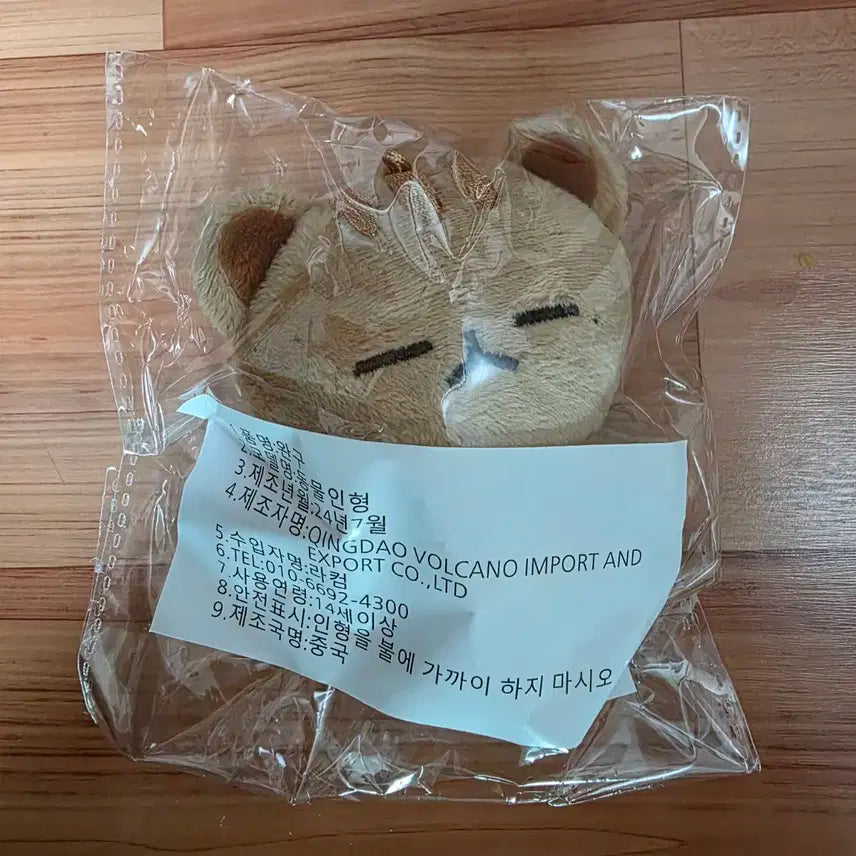 1.품명:완구
2.모델명:동물인형
3.제조년월:24년7월
4.제조자명:QINGDAO VOLCANO IMPORT AND
EXPORT CO.,LTD
5.수입자명:란컴
6.TEL:010-6692-4300
7.사용연령:14세이상
8.안전표시:인형을 불에 가까이 하지 마시오
9.제조국명:중국